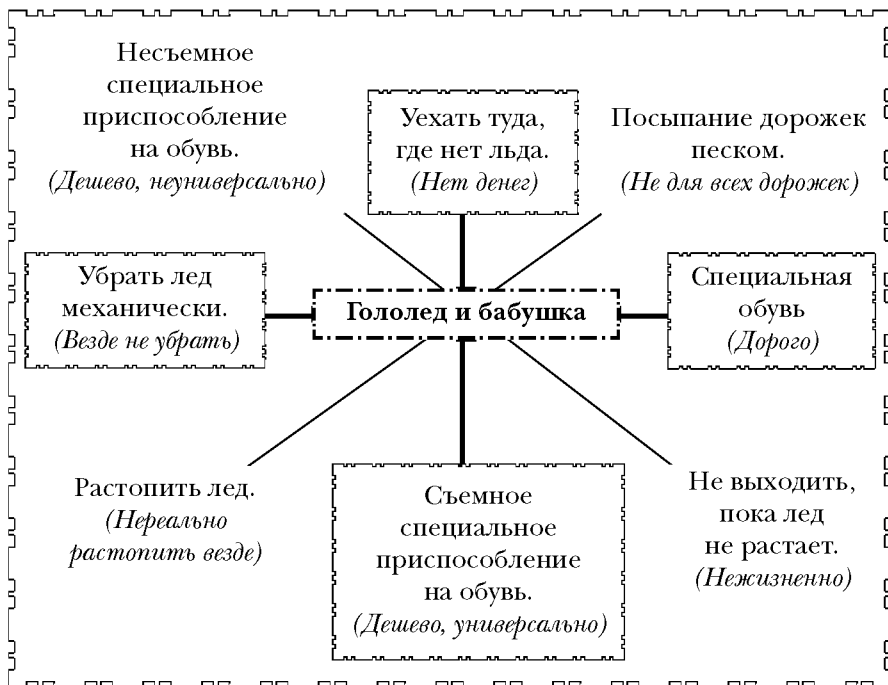 Несъемное
специальное
приспособление
на обувь.
(Дешево, неуниверсально)
Уехать туда,
где нет льда.
(Нет денег)
Посыпание дорожек
песком.
(Не для всех дорожек)
Убрать лед
механически.
(Везде не убрать)
Гололед и бабушка
Специальная
обувь
(Дорого)
Растопить лед.
(Нереально
растопить везде)
Съемное
специальное
приспособление
на обувь.
(Дешево, универсально)
Не выходить,
пока лед
не растает.
(Нежизненно)